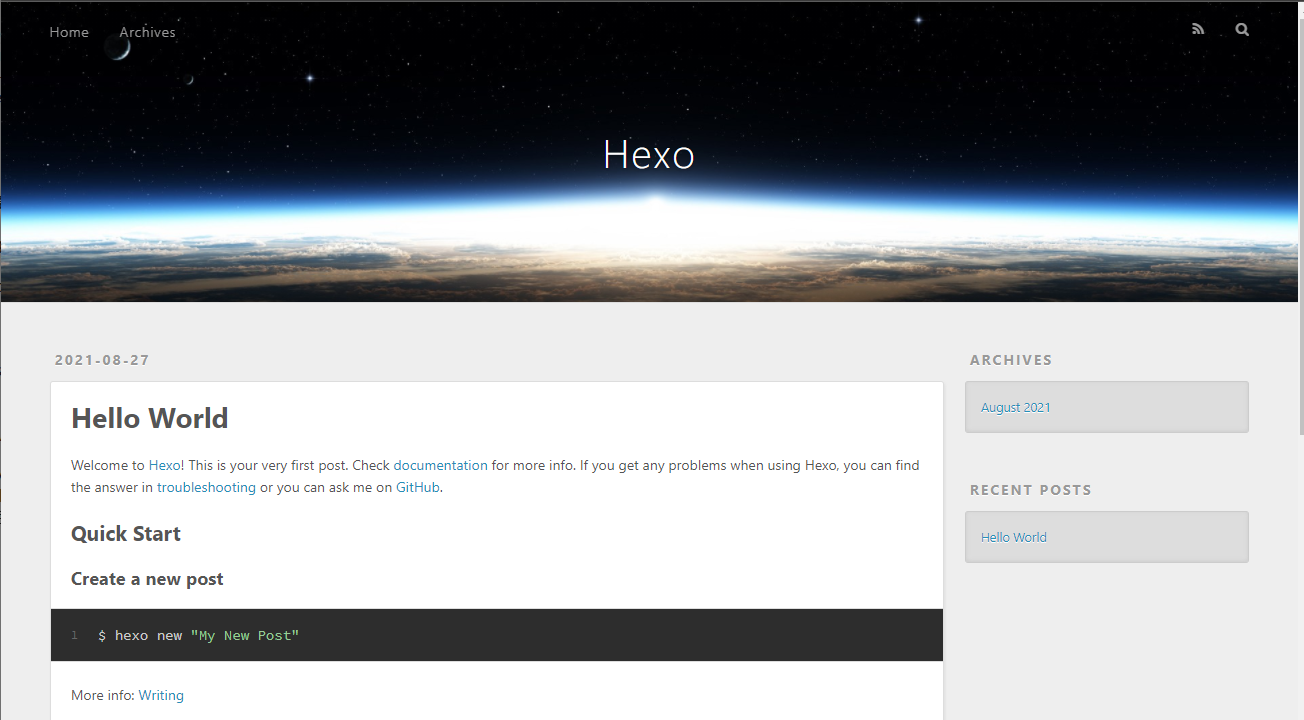 Home Archives
Hexo
2021-08-27
Hello World
Welcome to Hexo! This is your very first post. Check documentation for more info. If you get any problems when using Hexo, you can find
the answer in troubleshooting or you can ask me on GitHub.
Quick Start
Create a new post
1 $ hexo new "My New Post"
More info: Writing
ARCHIVES
August 2021
RECENT POSTS
Hello World